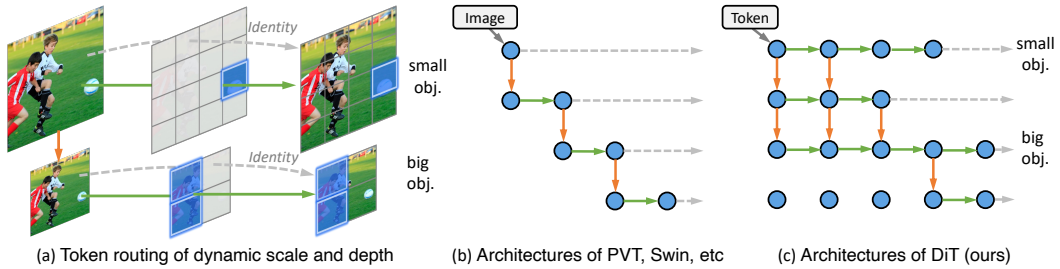 Identity
small
obj.
Identity
big
obj.
(a) Token routing of dynamic scale and depth
Image
(b) Architectures of PVT, Swin, etc
Token
small
obj.
big
obj.
(c) Architectures of DiT (ours)